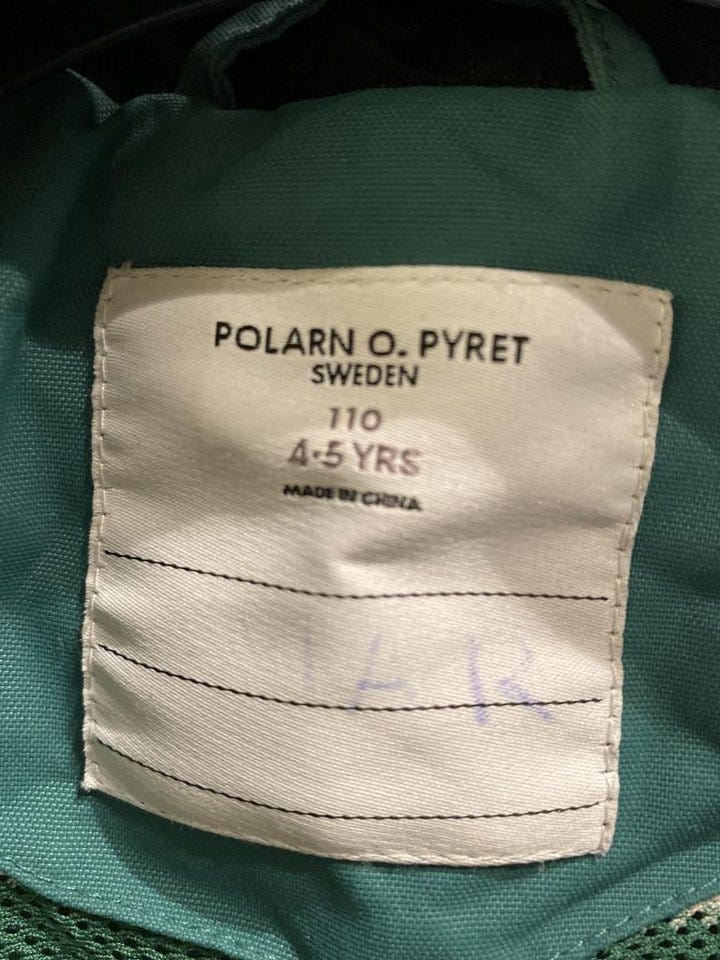 POLARN O. PYRET
SWEDEN
110
4-5 YRS
MADE IN CHINA